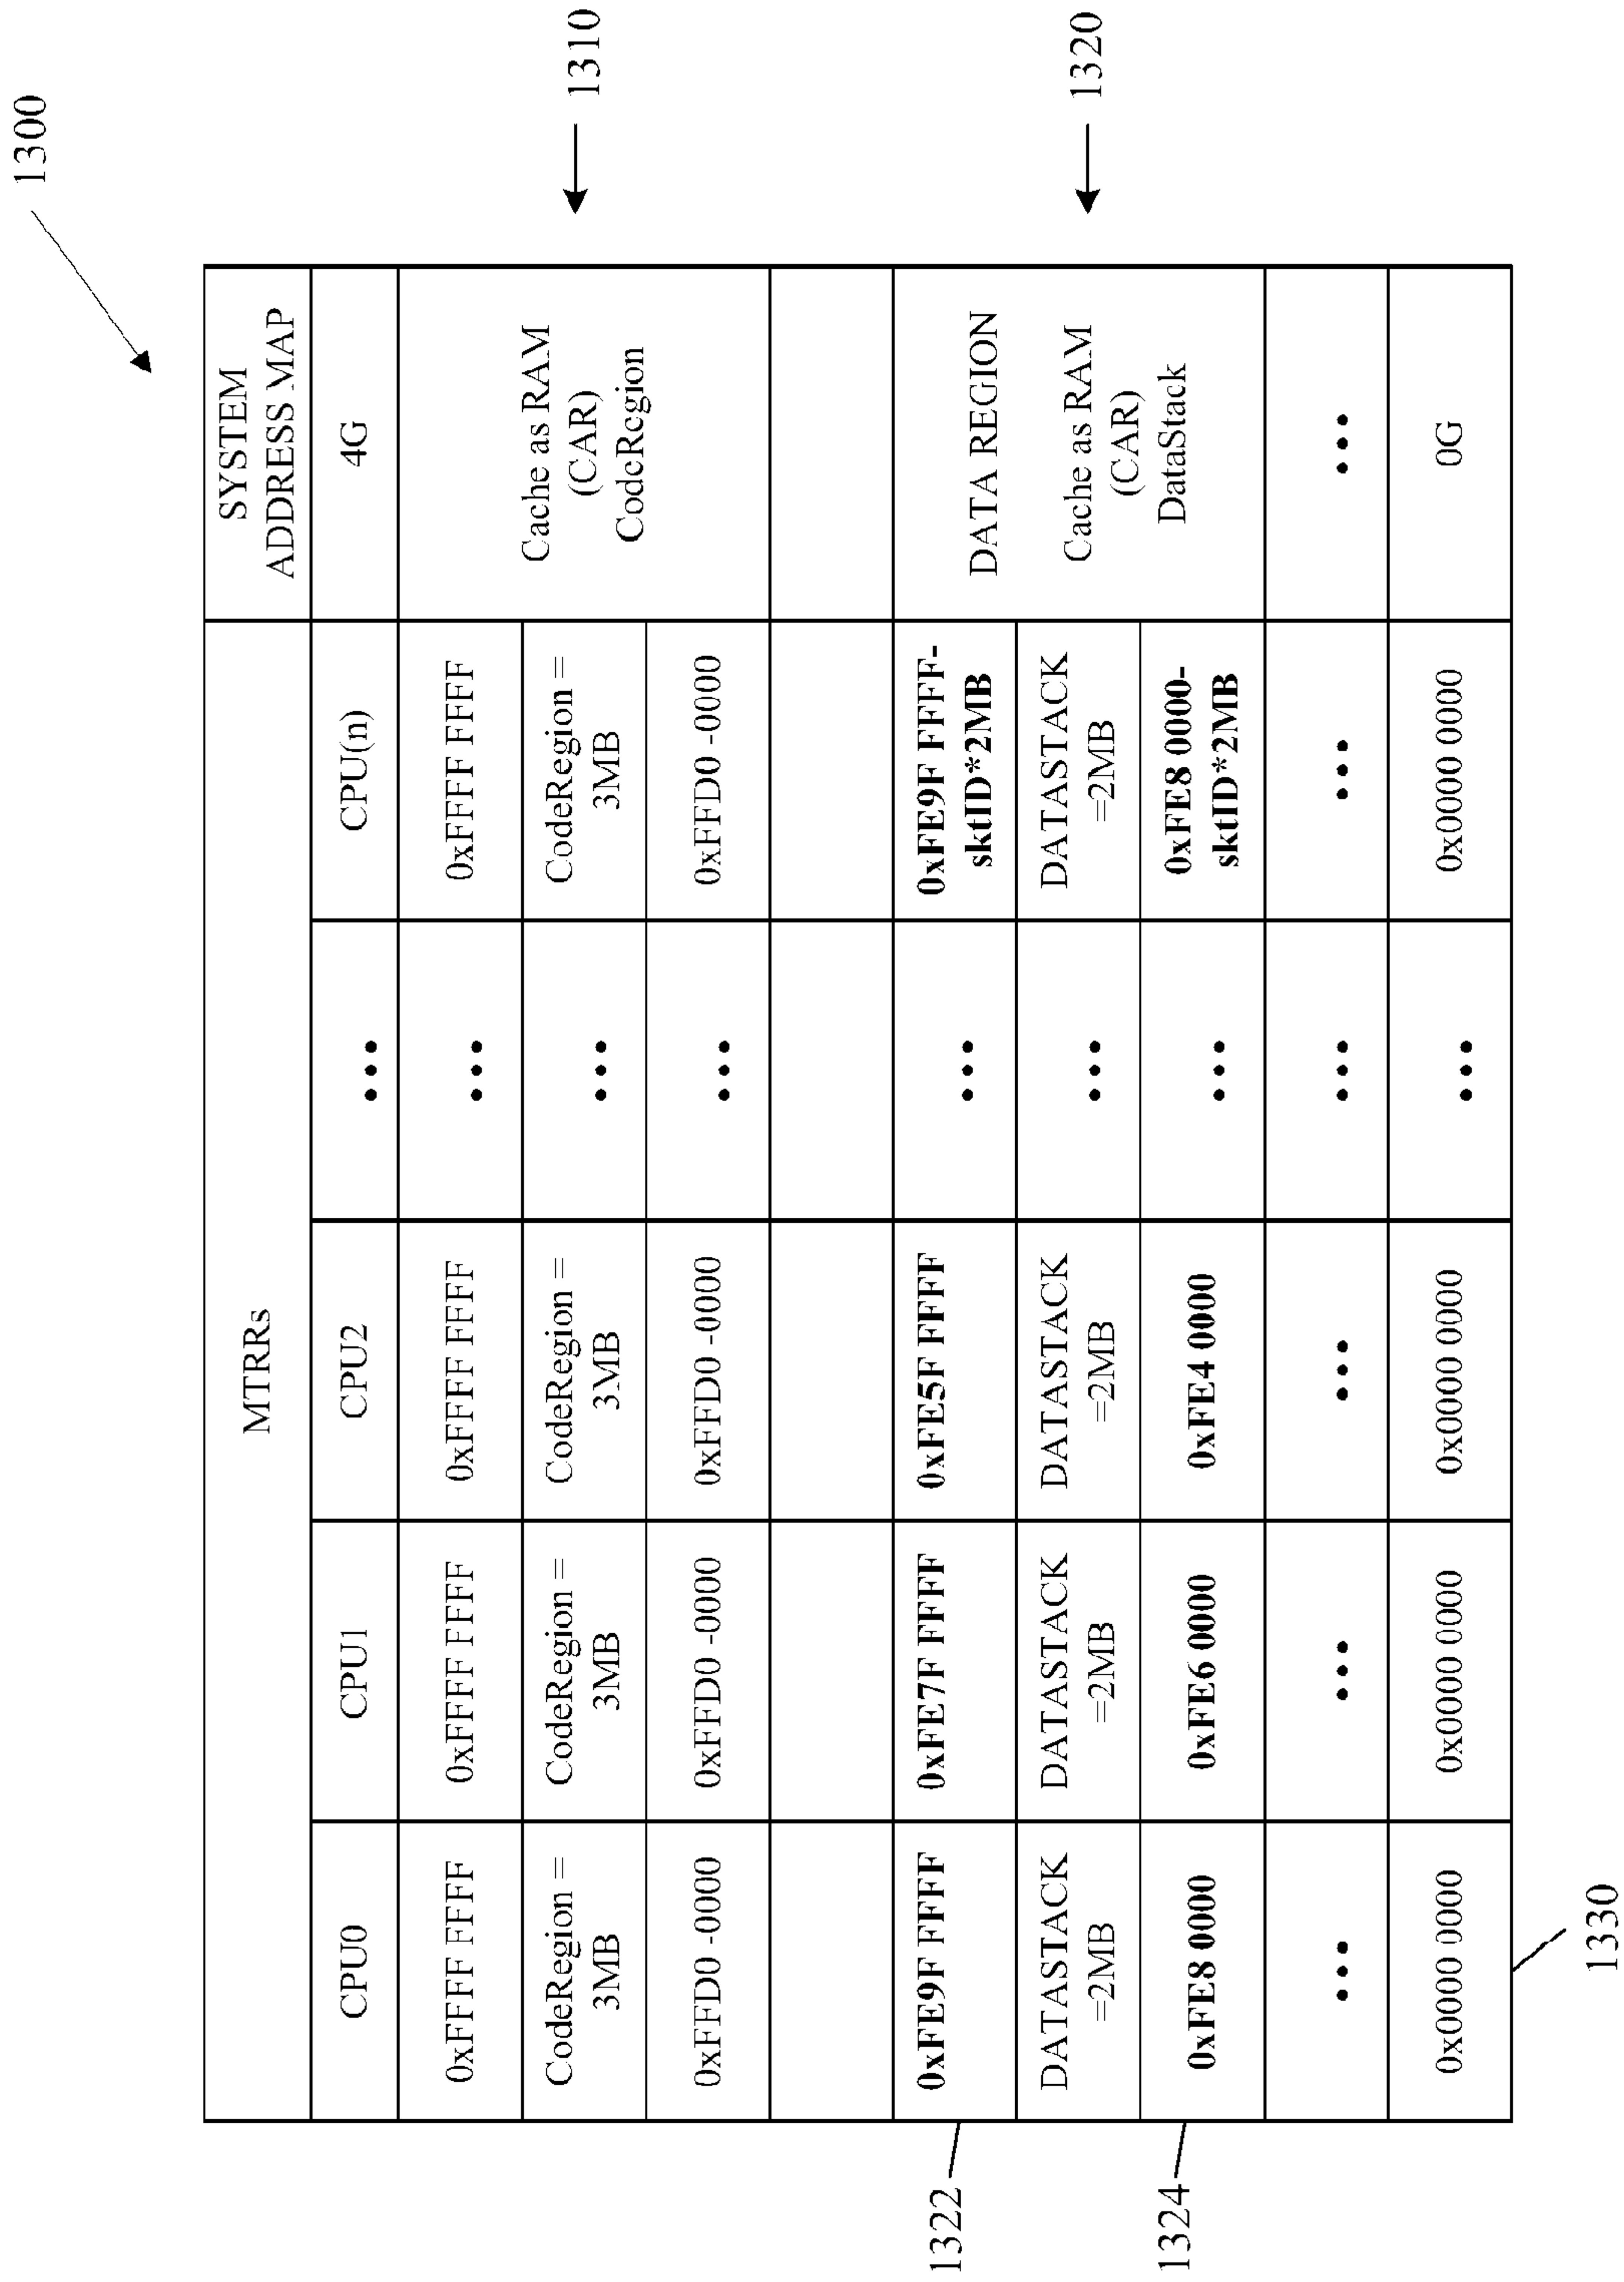 1300
MTRRs
SYSTEM
ADDRESS MAP
CPU0
CPU1
CPU2
•••
CPU(n)
4G
0xFFFF FFFF
0xFFFF FFFF
0xFFFF FFFF
•••
0xFFFF FFFF
CodeRegion =
3MB
CodeRegion =
3MB
CodeRegion =
3MB
•••
CodeRegion =
3MB
0xFFD0 -0000
0xFFD0 -0000
0xFFD0 -0000
•••
0xFFD0 -0000
Cache as RAM
(CAR)
CodeRegion
1310
1322
0xFE9F FFFF
0xFE7F FFFF
0xFE5F FFFF
•••
0xFE9F FFFF-
sktID*2MB
DATASTACK
=2MB
DATASTACK
=2MB
DATASTACK
=2MB
•••
DATASTACK
=2MB
1324
0xFE8 0000
0xFE6 0000
0xFE4 0000
•••
0xFE8 0000-
sktID*2MB
DATA REGION
Cache as RAM
(CAR)
DataStack
1320
•••
•••
•••
•••
•••
•••
0x0000 0000
0x0000 0000
0x0000 0000
•••
0x0000 0000
0G
1330